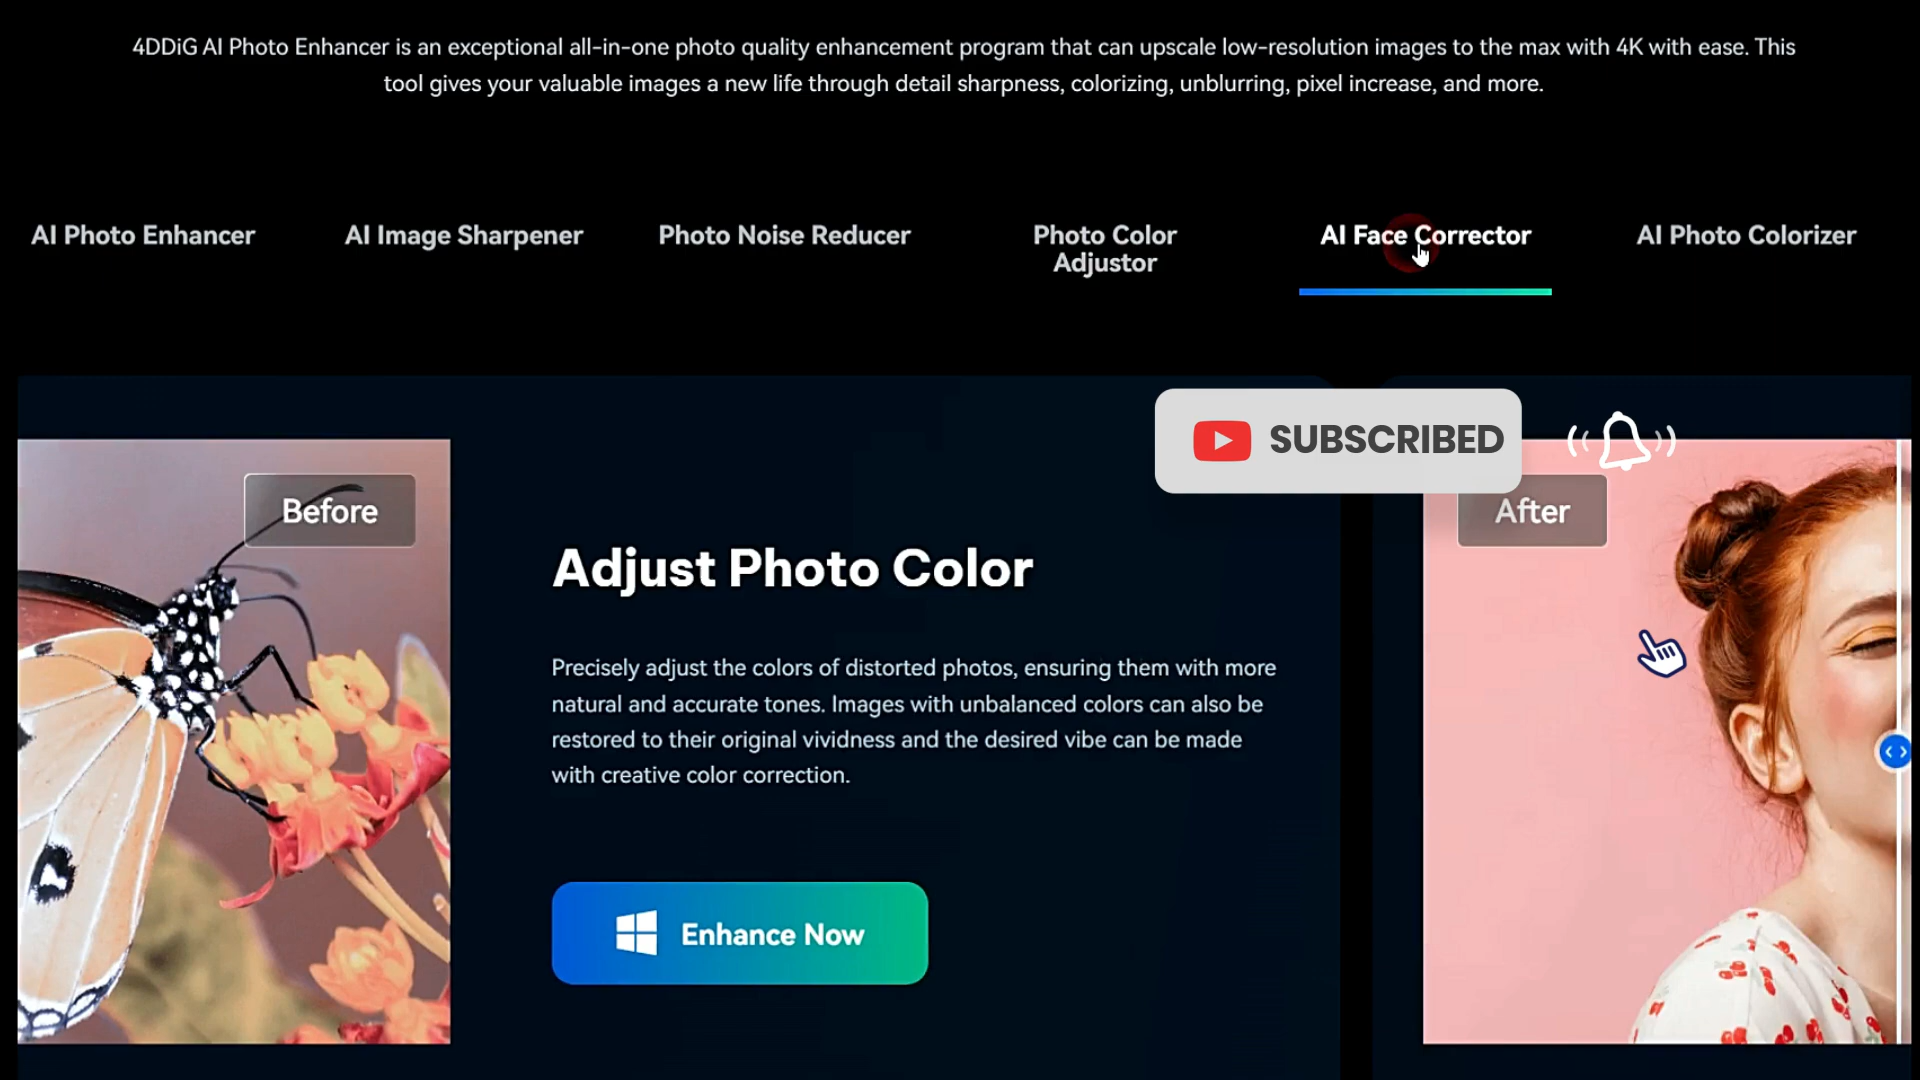 4DDiG AI Photo Enhancer is an exceptional all-in-one photo quality enhancement program that can upscale low-resolution images to the max with 4K with ease. This
tool gives your valuable images a new life through detail sharpness, colorizing, unblurring, pixel increase, and more.
AI Photo Enhancer
AI Image Sharpener
Photo Noise Reducer
Photo Color
Adjustor
AI Face Corrector
AI Photo Colorizer
SUBSCRIBED
Before
After
Adjust Photo Color
Precisely adjust the colors of distorted photos, ensuring them with more
natural and accurate tones. Images with unbalanced colors can also be
restored to their original vividness and the desired vibe can be made
with creative color correction.
Enhance Now